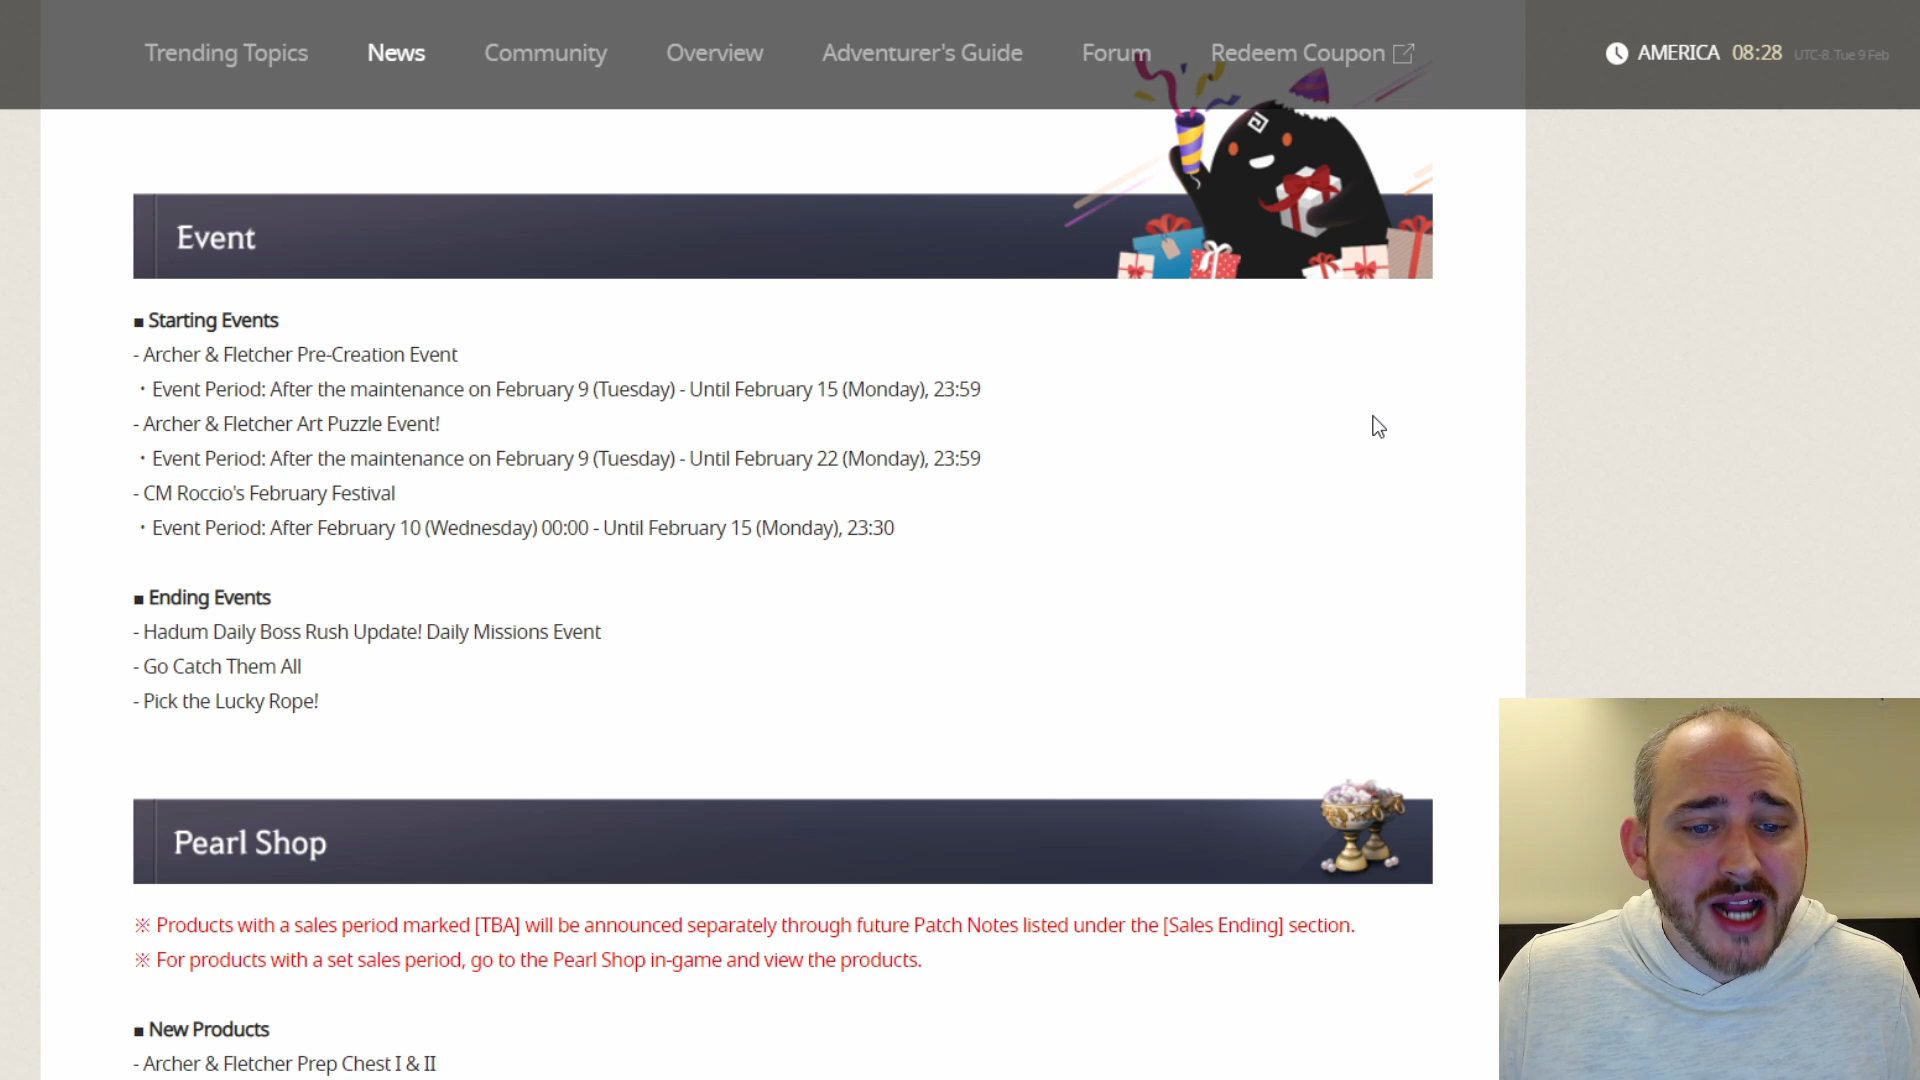 Trending Topics
News
Community
Overview
Adventurer's Guide
Forum
Redeem Coupon
AMERICA 08:28 UTC-8. Tue 9 Feb
Event
■ Starting Events
- Archer & Fletcher Pre-Creation Event
・Event Period: After the maintenance on February 9 (Tuesday) - Until February 15 (Monday), 23:59
- Archer & Fletcher Art Puzzle Event!
・Event Period: After the maintenance on February 9 (Tuesday) - Until February 22 (Monday), 23:59
- CM Roccio's February Festival
・Event Period: After February 10 (Wednesday) 00:00 - Until February 15 (Monday), 23:30
■ Ending Events
- Hadum Daily Boss Rush Update! Daily Missions Event
- Go Catch Them All
- Pick the Lucky Rope!
Pearl Shop
※ Products with a sales period marked [TBA] will be announced separately through future Patch Notes listed under the [Sales Ending] section.
※ For products with a set sales period, go to the Pearl Shop in-game and view the products.
■ New Products
- Archer & Fletcher Prep Chest I & II